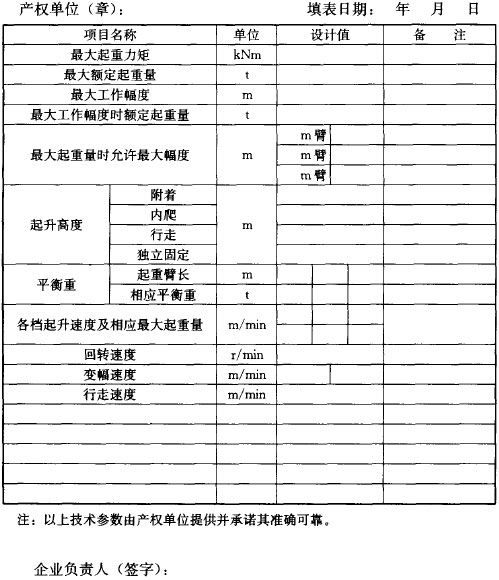 产权单位（章）： 填表日期： 年 月 日
项目名称 单位 设计值 备 注
最大起重力矩 kNm
最大额定起重量 t
最大工作幅度 m
最大工作幅度时额定起重量 t
m臂
最大起重量时允许最大幅度 m m臂
m臂
附着
内爬
起升高度 m
行走
独立固定
起重臂长 m
平衡重
相应平衡重 t
各档起升速度及相应最大起重量 m/min
回转速度 r/min
变幅速度 m/min
行走速度 m/min
注：以上技术参数由产权单位提供并承诺其准确可靠。
企业负责人（签字）：